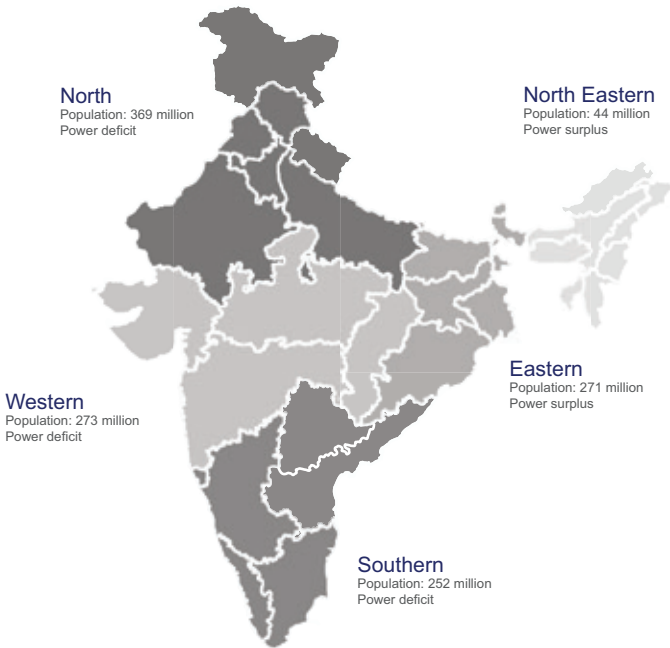 North
Population: 369 million
Power deficit
North Eastern
Population: 44 million
Power surplus
Eastern
Population: 271 million
Power surplus
Western
Population: 273 million
Power deficit
Southern
Population: 252 million
Power deficit